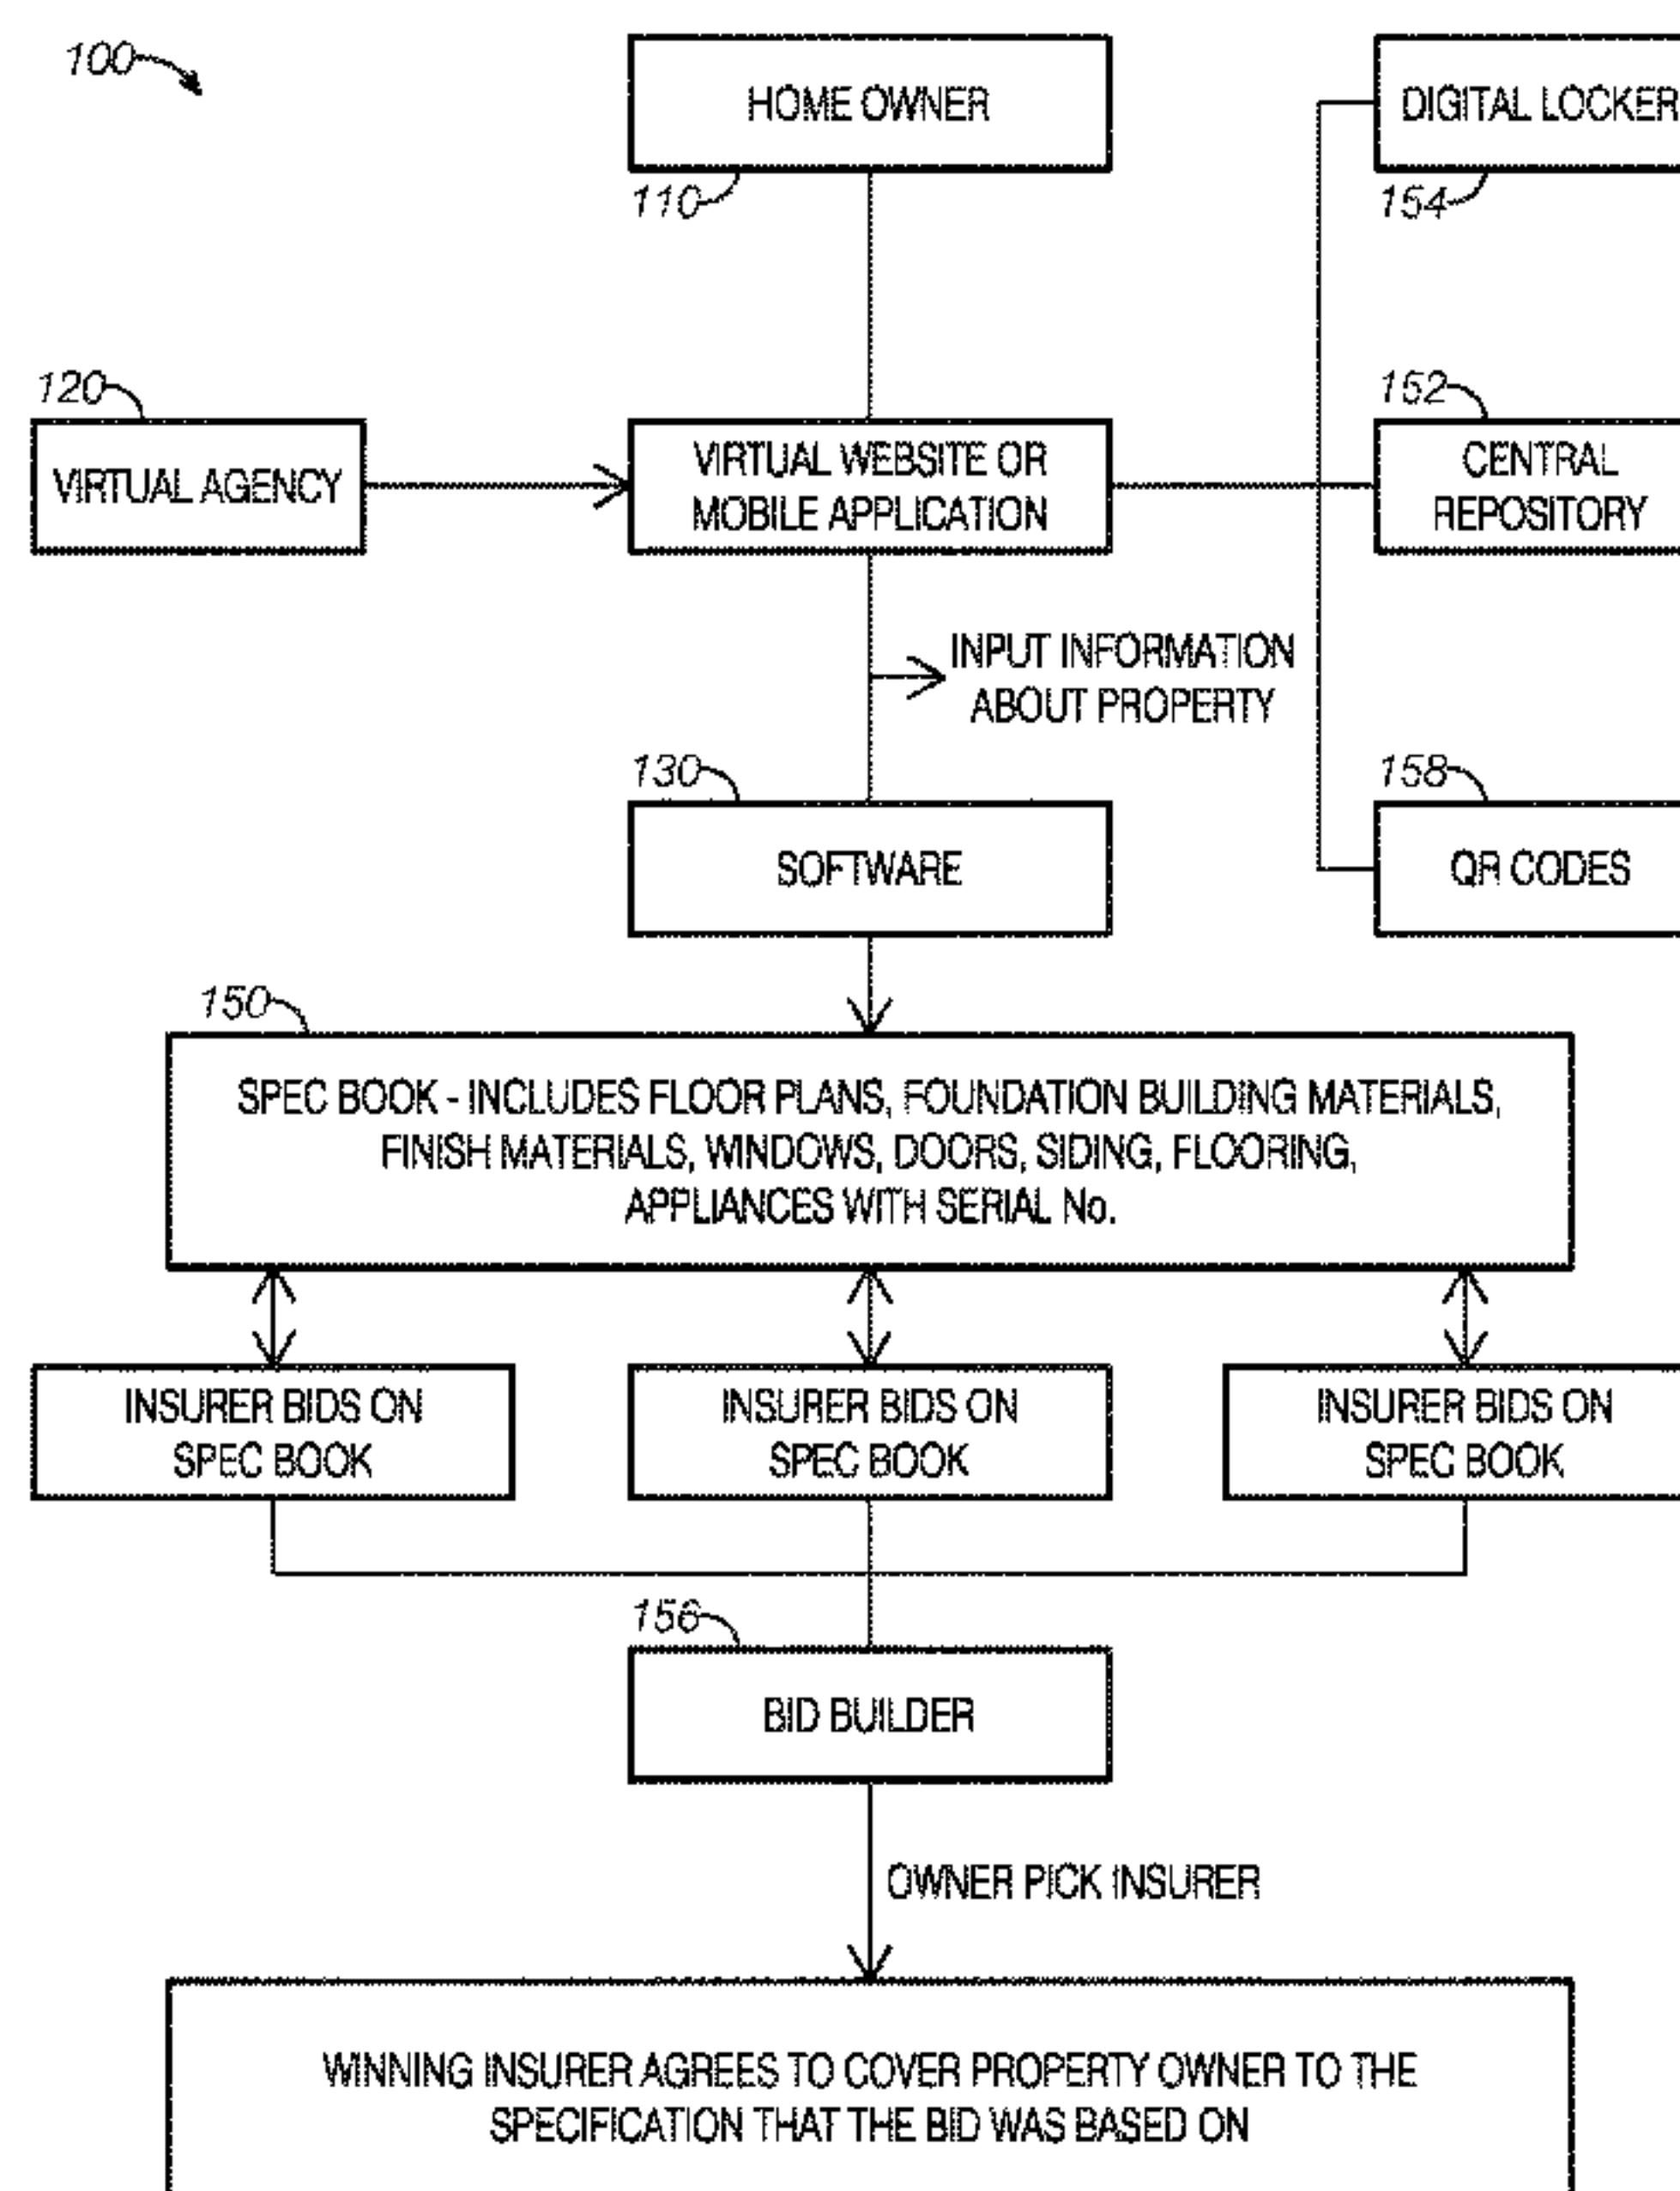 100
HOME OWNER
DIGITAL LOCKER
110
154
120
152
VIRTUAL AGENCY
VIRTUAL WEBSITE OR
MOBILE APPLICATION
CENTRAL
REPOSITORY
INPUT INFORMATION
ABOUT PROPERTY
130
158
SOFTWARE
QR CODES
150
SPEC BOOK - INCLUDES FLOOR PLANS, FOUNDATION BUILDING MATERIALS,
FINISH MATERIALS, WINDOWS, DOORS, SIDING, FLOORING,
APPLIANCES WITH SERIAL No.
INSURER BIDS ON
SPEC BOOK
INSURER BIDS ON
SPEC BOOK
INSURER BIDS ON
SPEC BOOK
156
BID BUILDER
OWNER PICK INSURER
WINNING INSURER AGREES TO COVER PROPERTY OWNER TO THE
SPECIFICATION THAT THE BID WAS BASED ON